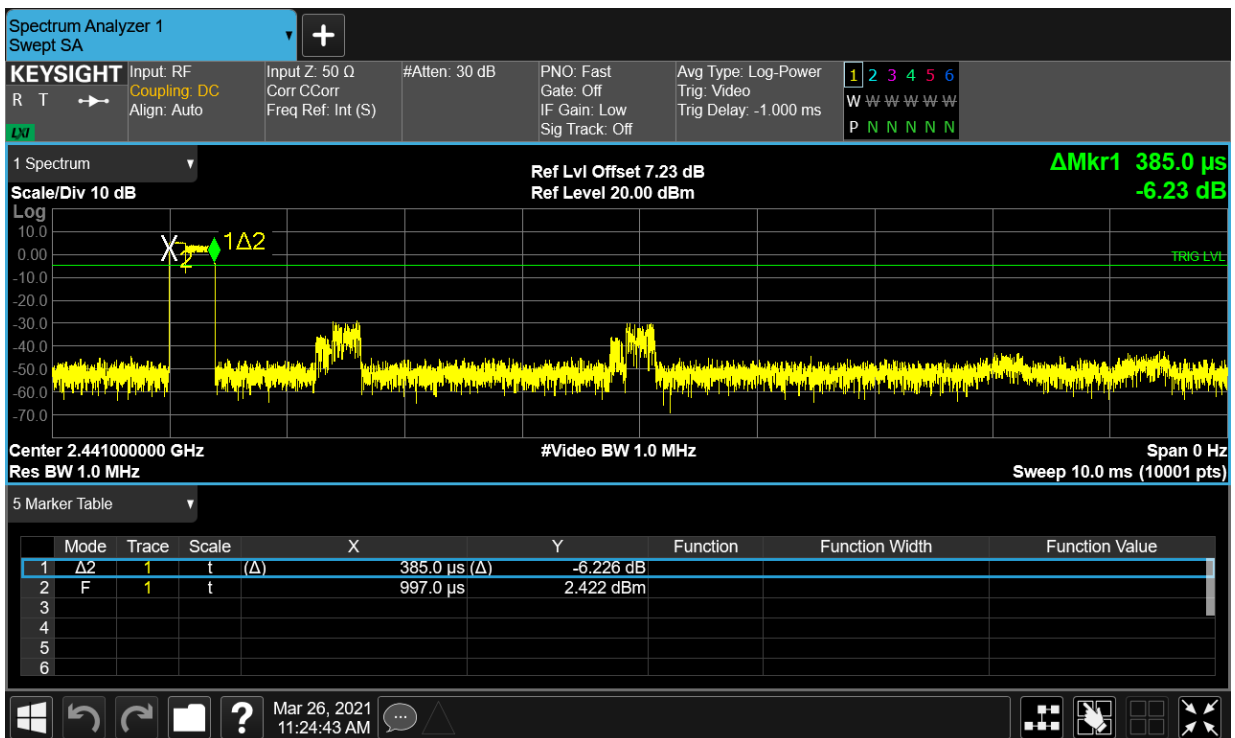 Spectrum Analyzer 1
Swept SA
+
KEYSIGHT Input: RF Input Z: 50 Ω #Atten: 30 dB PNO: Fast Avg Type: Log-Power 1 2 3 4 5 6
R T Coupling: DC Corr CCorr Gate: Off Trig: Video W W W W W W
Align: Auto Freq Ref: Int (S) IF Gain: Low Trig Delay: -1.000 ms
LXI Sig Track: Off P N N N N N
1 Spectrum
Ref Lvl Offset 7.23 dB ΔMkr1 385.0 µs
Scale/Div 10 dB Ref Level 20.00 dBm -6.23 dB
Log
10.0
X 2 1Δ2
0.00
TRIG LVL
-10.0
-20.0
-30.0
-40.0
-50.0
-60.0
-70.0
Center 2.441000000 GHz #Video BW 1.0 MHz Span 0 Hz
Res BW 1.0 MHz Sweep 10.0 ms (10001 pts)
5 Marker Table
Mode Trace Scale X Y Function Function Width Function Value
1 Δ2 1 t (Δ) 385.0 µs (Δ) -6.226 dB
2 F 1 t 997.0 µs 2.422 dBm
3
4
5
6
? Mar 26, 2021
11:24:43 AM